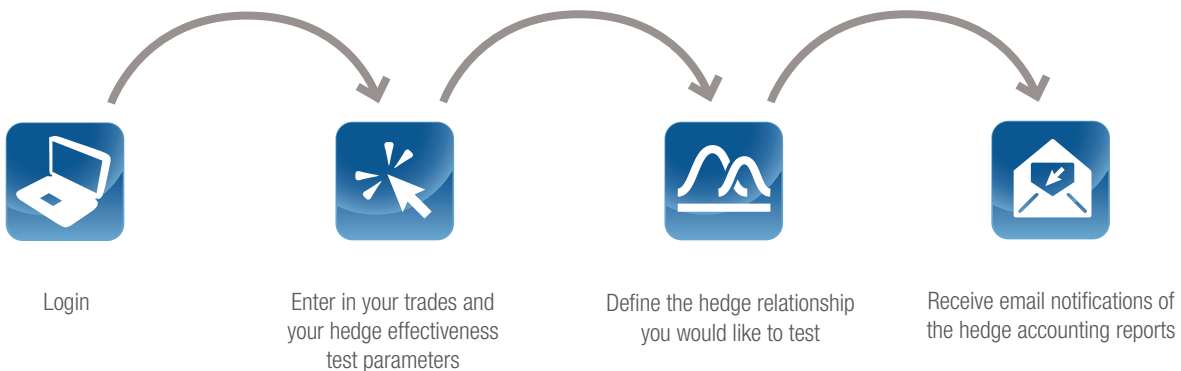 Login
Enter in your trades and
your hedge effectiveness
test parameters
Define the hedge relationship
you would like to test
Receive email notifications of
the hedge accounting reports